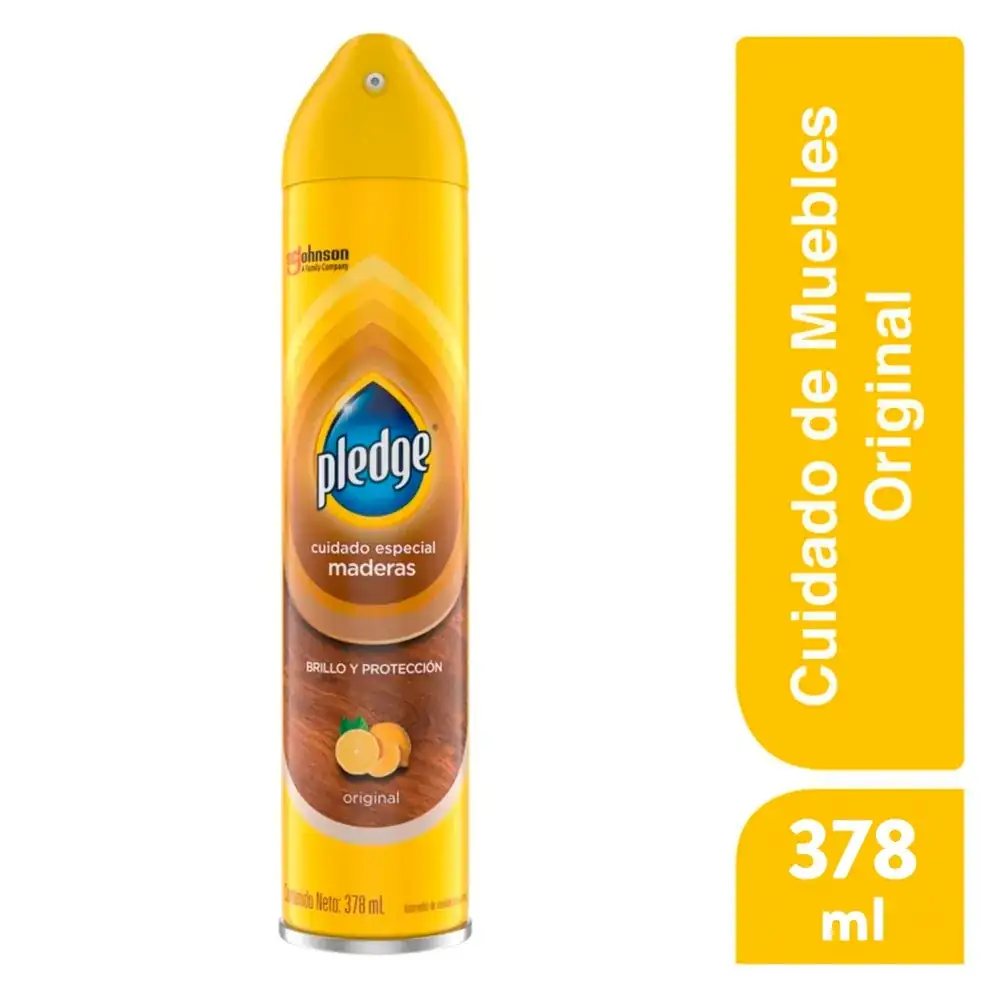 Johnson
A Family Company
pledge
cuidado especial
maderas
BRILLO Y PROTECCIÓN
original
Contenido Neto: 378 mL
Cuidado de Muebles
Original
378
ml